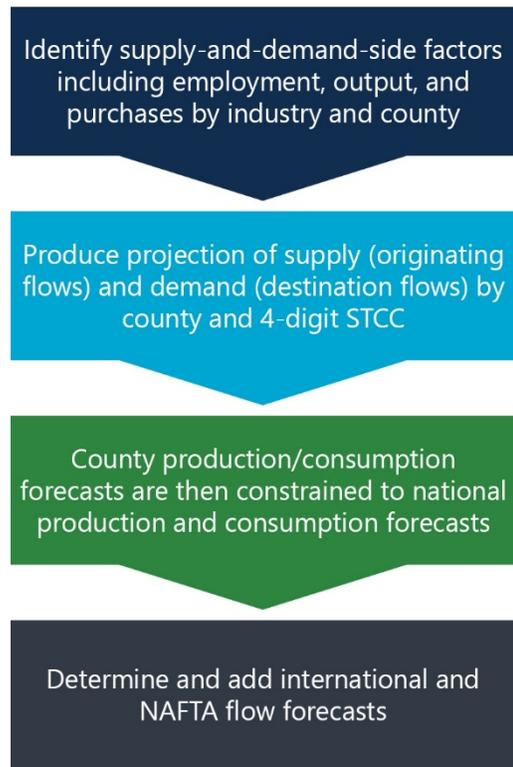 Identify supply-and-demand-side factors
including employment, output, and
purchases by industry and county
Produce projection of supply (originating
flows) and demand (destination flows) by
county and 4-digit STCC
County production/consumption
forecasts are then constrained to national
production and consumption forecasts
Determine and add international and
NAFTA flow forecasts